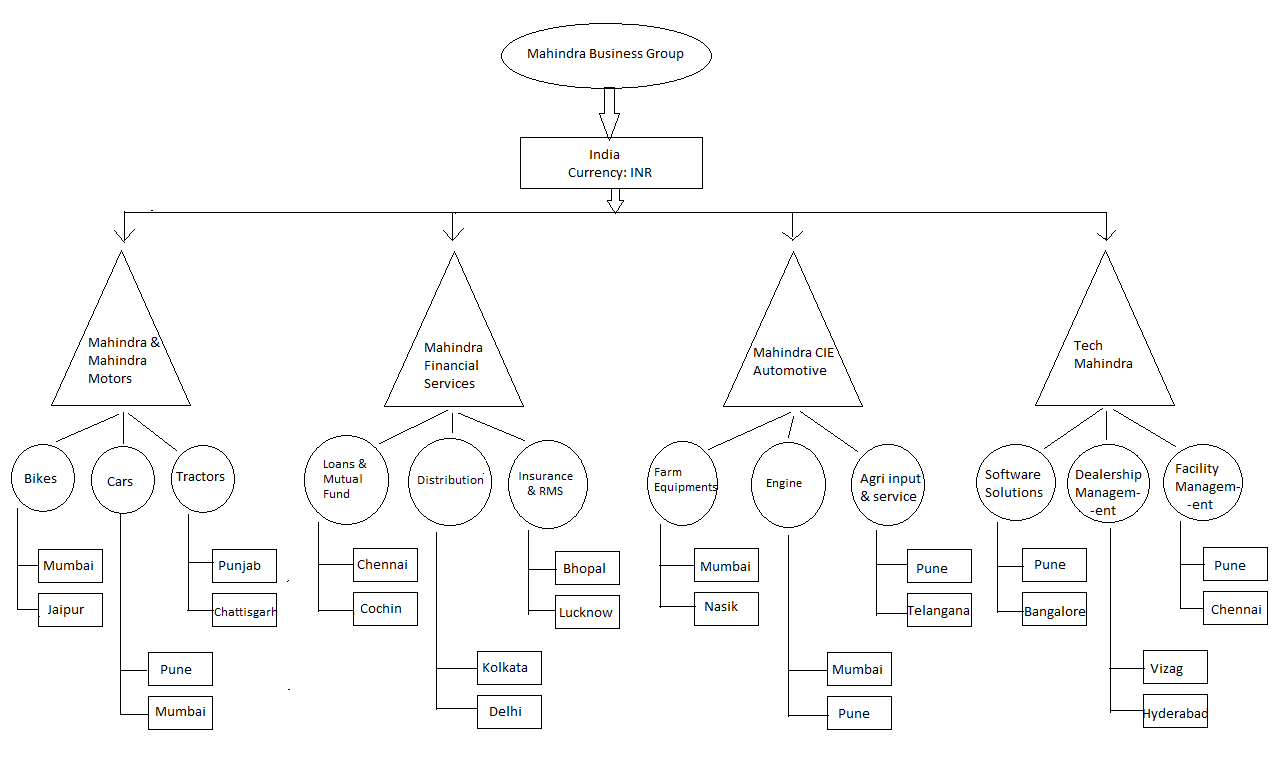 Mahindra Business Group
India
Currency: INR
Mahindra &
Mahindra
Motors
Mahindra
Financial
Services
Mahindra CIE
Automotive
Tech
Mahindra
Bikes
Cars
Tractors
Loans &
Mutual
Fund
Distribution
Insurance
& RMS
Farm
Equipments
Engine
Agri input
& service
Software
Solutions
Dealership
Managem-
-ent
Facility
Managem-
-ent
Mumbai
Jaipur
Pune
Mumbai
Punjab
Chattisgarh
Chennai
Cochin
Kolkata
Delhi
Bhopal
Lucknow
Mumbai
Nasik
Mumbai
Pune
Pune
Telangana
Pune
Bangalore
Vizag
Hyderabad
Pune
Chennai